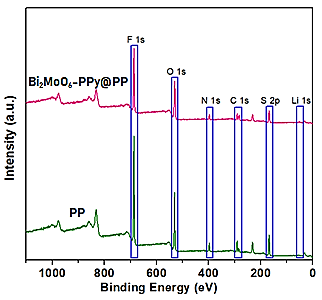 F 1s
O 1s
N 1s
C 1s
S 2p
Li 1s
Bi₂MoO₆-PPy@PP
PP
Intensity (a.u.)
1000
800
600
400
200
0
Binding Energy (eV)